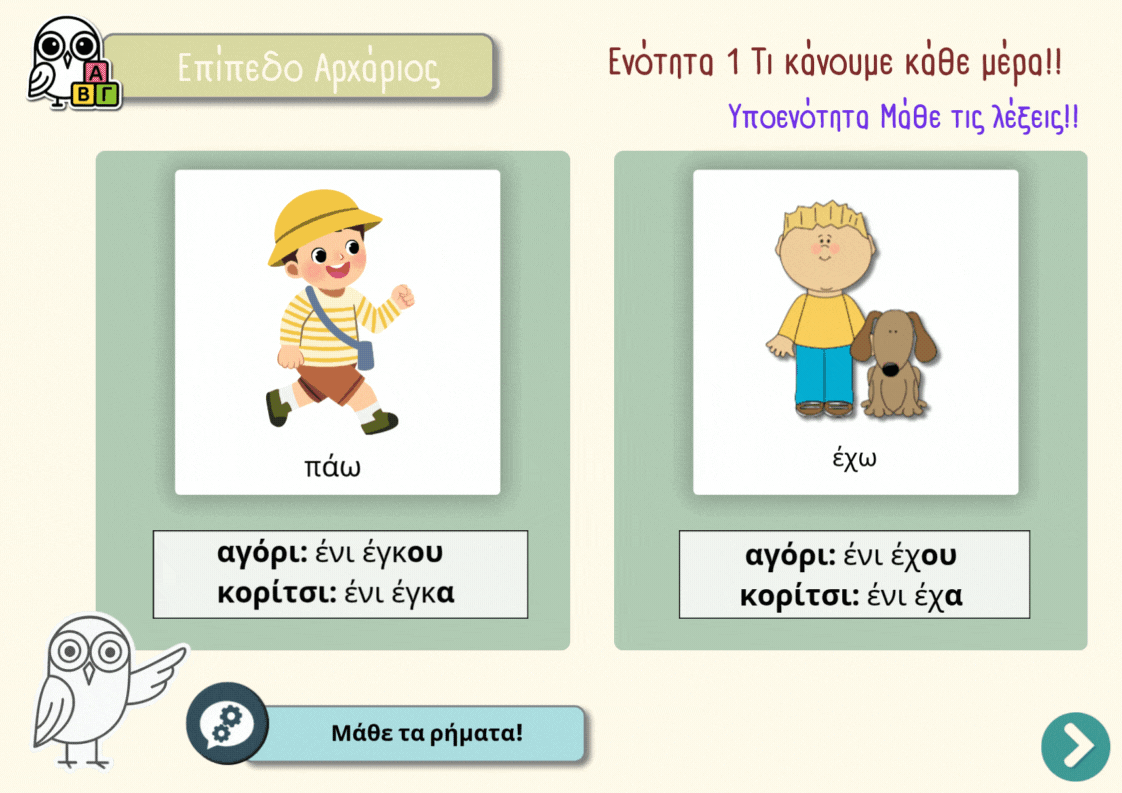 Επίπεδο Αρχάριος
Ενότητα 1 Τι κάνουμε κάθε μέρα!!
Υποενότητα Μάθε τις λέξεις!!
Α
Β Γ
πάω
αγόρι: ένι έγκου
κορίτσι: ένι έγκα
έχω
αγόρι: ένι έχου
κορίτσι: ένι έχα
Μάθε τα ρήματα!